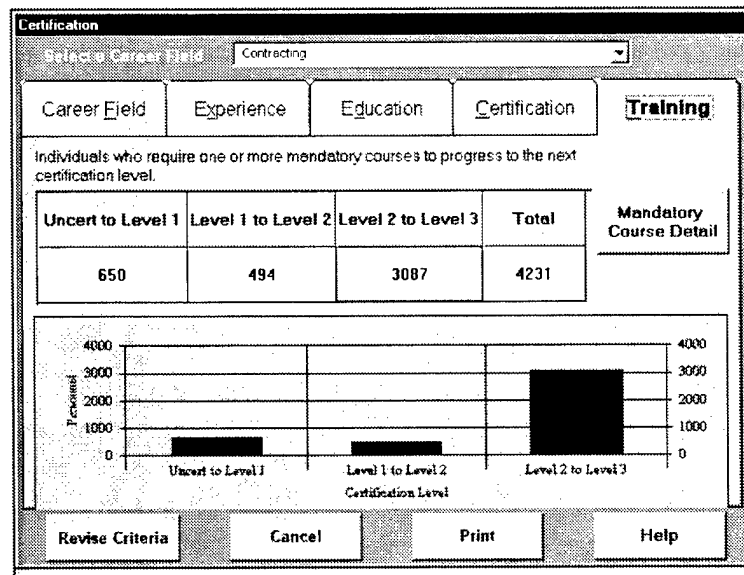 Certification
Select a Career Field Contracting
Career Field Experience Education Certification Training
Individuals who require one or more mandatory courses to progress to the next
certification level.
Uncert to Level 1 Level 1 to Level 2 Level 2 to Level 3 Total
Mandatory
Course Detail
650 494 3087 4231
4000 4000
3000 3000
2000 2000
1000 1000
0 0
Personnel
Uncert to Level 1 Level 1 to Level 2 Level 2 to Level 3
Certification Level
Revise Criteria Cancel Print Help